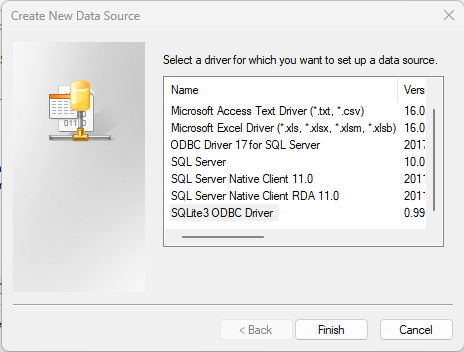 Create New Data Source
Select a driver for which you want to set up a data source.
Name Vers
Microsoft Access Text Driver (*.txt, *.csv) 16.0
Microsoft Excel Driver (*.xls, *.xlsx, *.xlsm, *.xlsb) 16.0
ODBC Driver 17 for SQL Server 2017
SQL Server 10.0
SQL Server Native Client 11.0 2011
SQL Server Native Client RDA 11.0 2011
SQLite3 ODBC Driver 0.99
< Back Finish Cancel